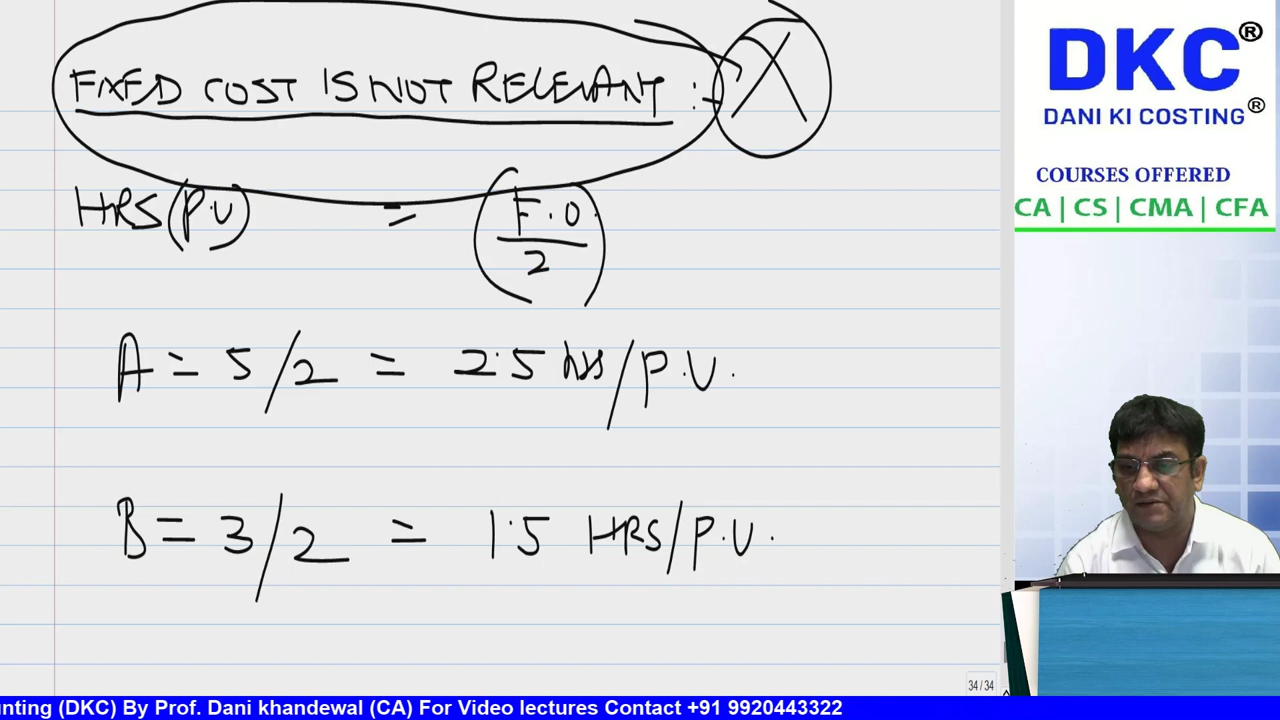 FIXED COST IS NOT RELEVANT :- X
HRS (P.U) = (F.O./2)
A = 5/2 = 2.5 hrs/P.U.
B = 3/2 = 1.5 HRS/P.U.
34 / 34
DKC®
DANI KI COSTING®
COURSES OFFERED
CA | CS | CMA | CFA
nting (DKC) By Prof. Dani khandewal (CA) For Video lectures Contact +91 9920443322